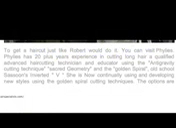 To get a haircut just like Robert would do it. You can visit Phylles
Phylles has 20 plus years experience in cutting long hair a qualified
advanced haircutting technician and educator using the "Antigravity
cutting technique" "sacred Geometry" and the "golden Spiral", old school
Sassoon's Inverted " V " She is Now continually using and developing
new styles using the golden spiral cutting techniques. The options are